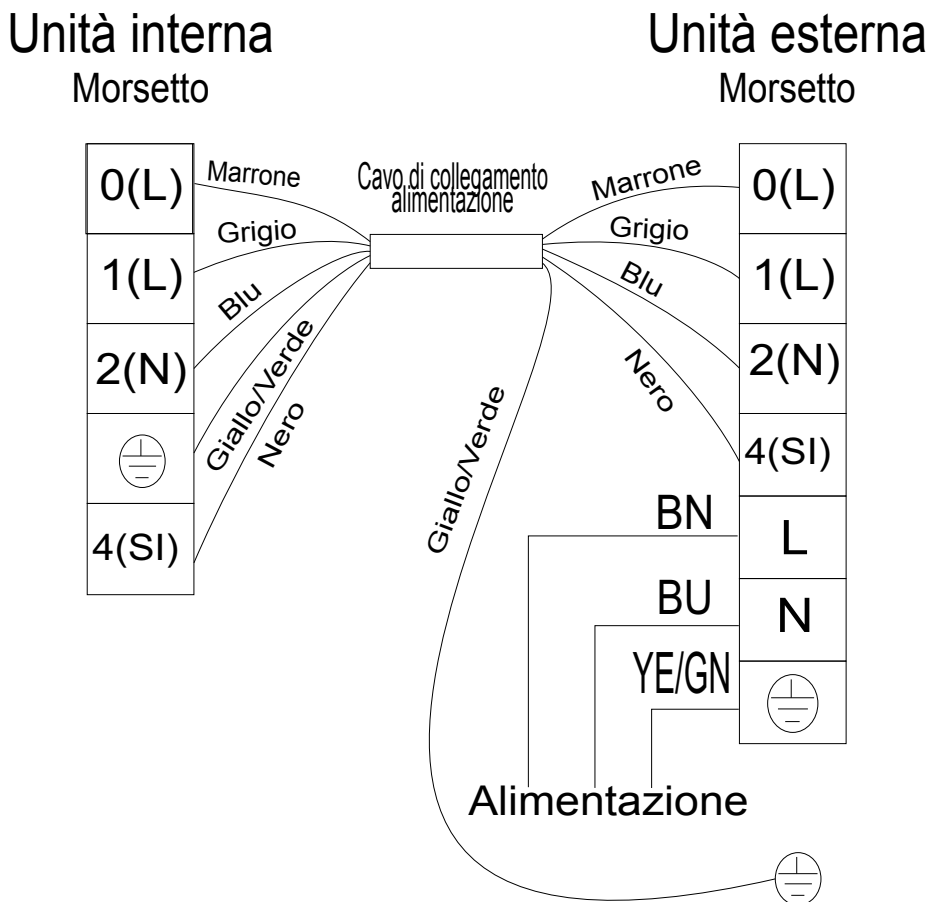 Unità interna
Morsetto
Unità esterna
Morsetto
Cavo di collegamento
alimentazione
0(L)
1(L)
2(N)
4(SI)
Marrone
Grigio
Blu
Giallo/Verde
Nero
Marrone
Grigio
Blu
Nero
Giallo/Verde
0(L)
1(L)
2(N)
4(SI)
L
N
BN
BU
YE/GN
Alimentazione